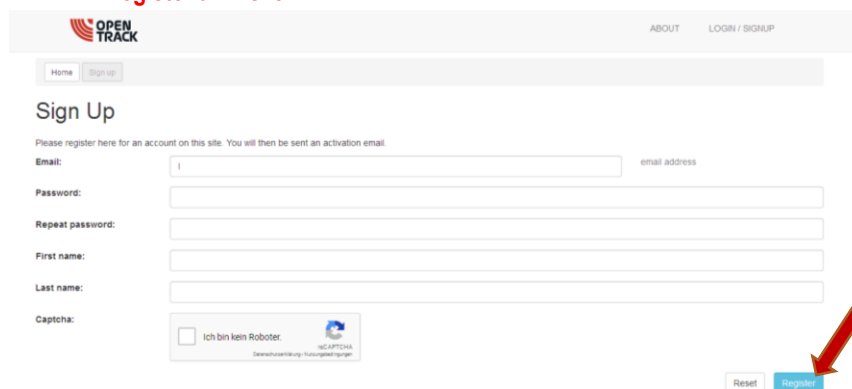 OPEN
TRACK
ABOUT LOGIN / SIGNUP
Home Sign up
Sign Up
Please register here for an account on this site. You will then be sent an activation email.
Email: email address
Password:
Repeat password:
First name:
Last name:
Captcha:
Ich bin kein Roboter.
reCAPTCHA
Datenschutzerklärung - Nutzungsbedingungen
Reset Register